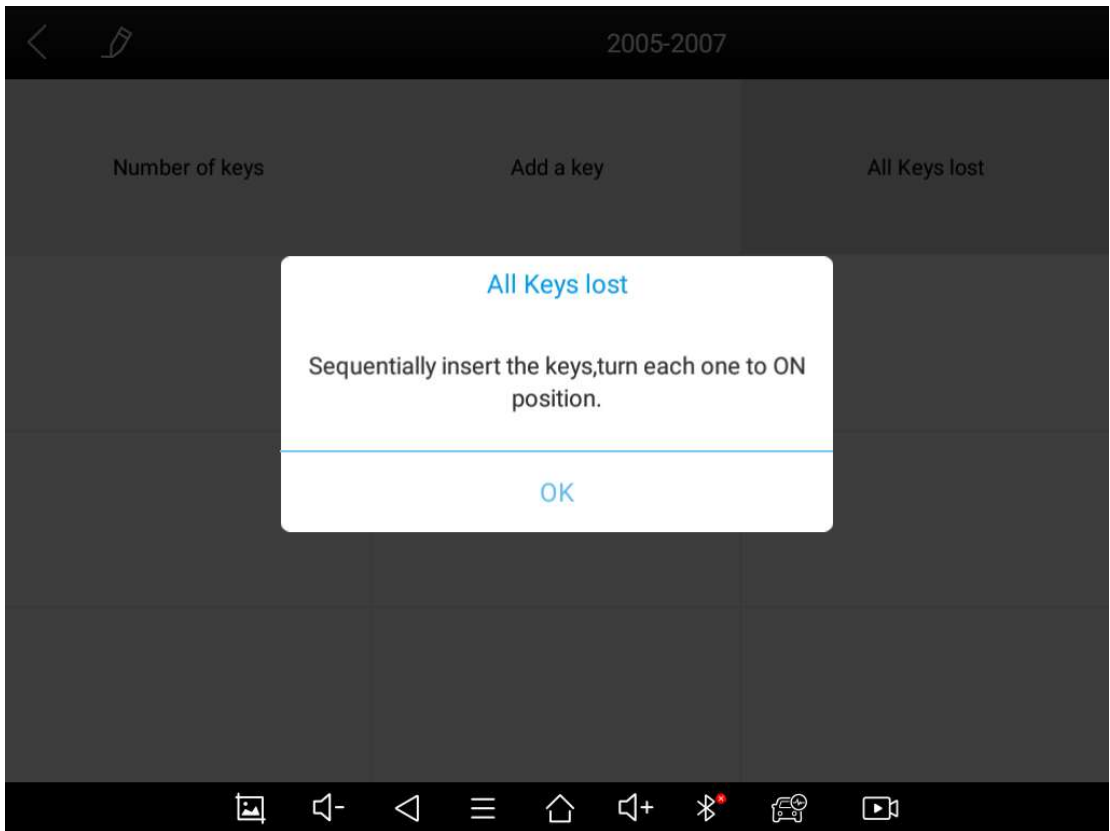 2005-2007
Number of keys
Add a key
All Keys lost
All Keys lost
Sequentially insert the keys,turn each one to ON
position.
OK